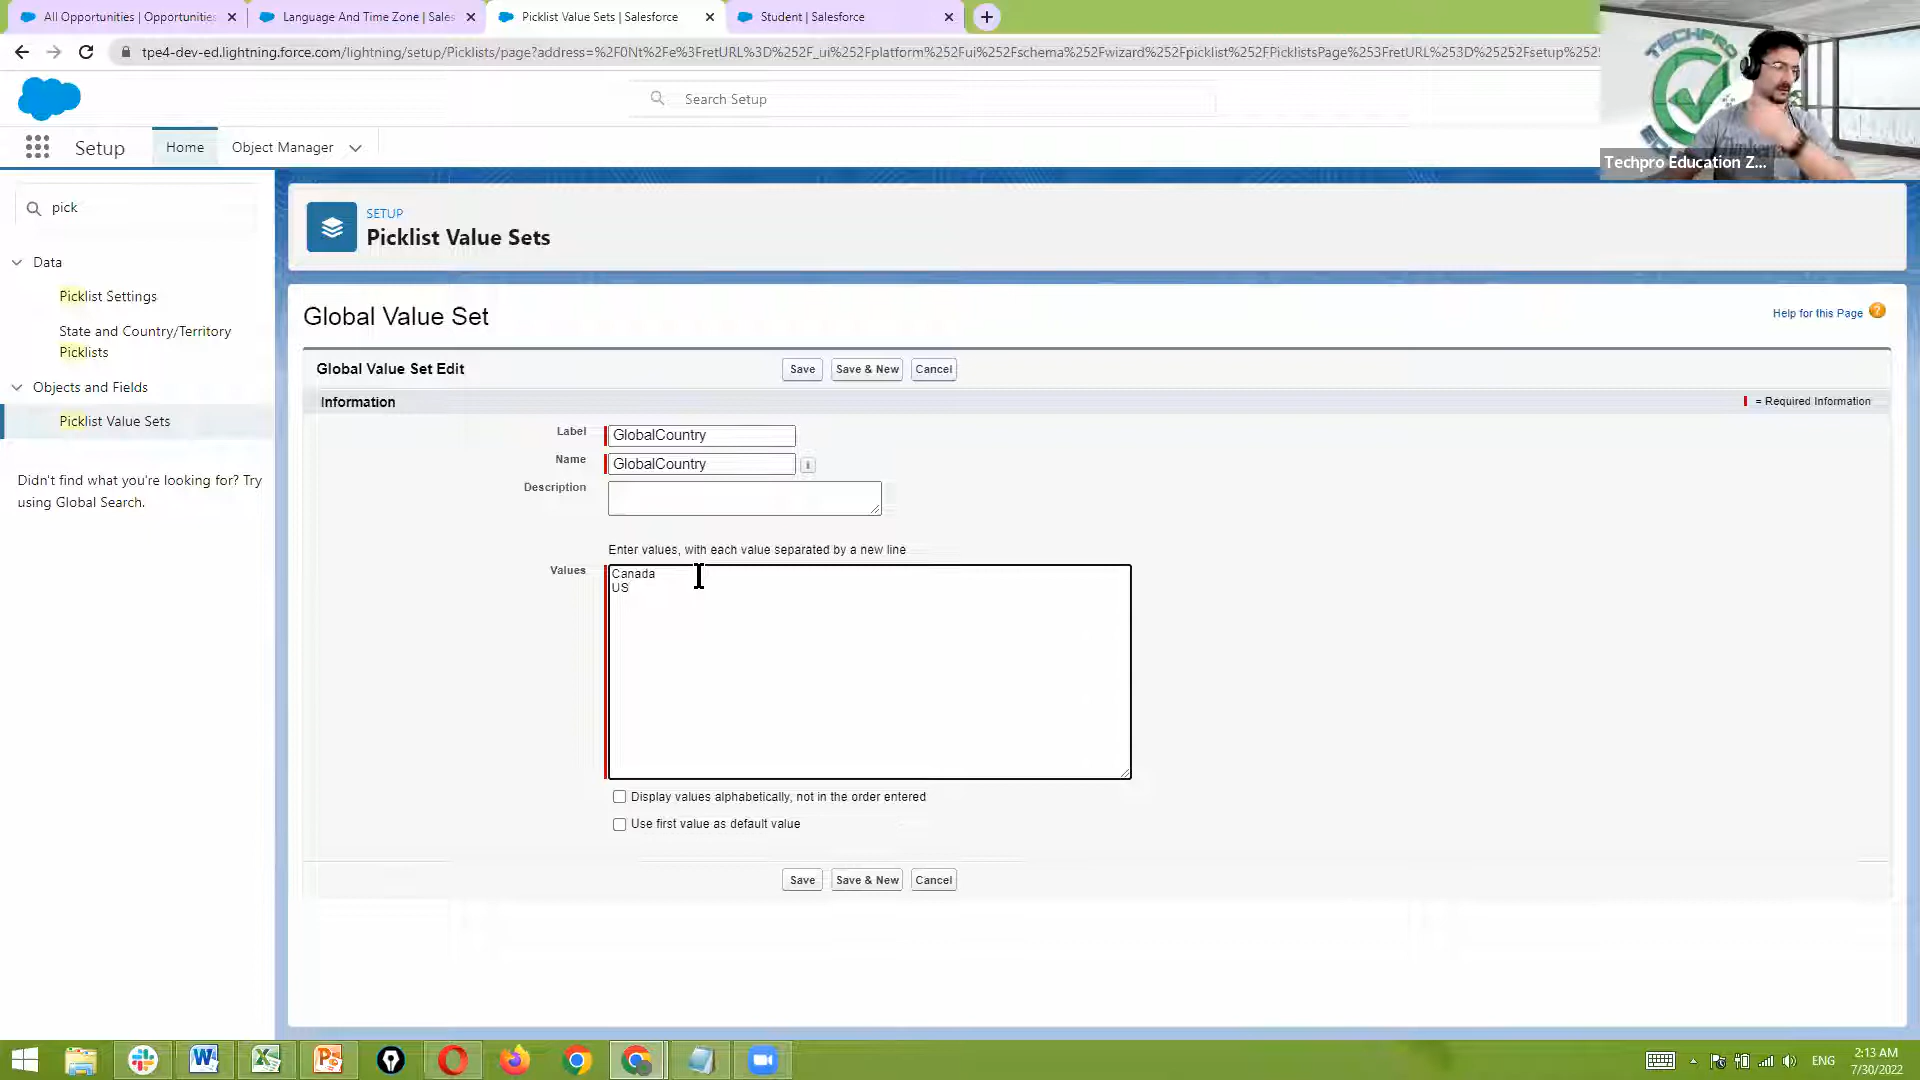 All Opportunities | Opportunities
Language And Time Zone | Sales
Picklist Value Sets | Salesforce
Student | Salesforce
tpe4-dev-ed.lightning.force.com/lightning/setup/Picklists/page?address=%2F0Nt%2Fe%3FretURL%3D%252F_ui%252Fplatform%252Fui%252Fschema%252Fwizard%252Fpicklist%252FPicklistsPage%253FretURL%253D%25252Fsetup%252
TECHPRO
Search Setup
Setup
Home
Object Manager
Techpro Education Z...
pick
SETUP
Picklist Value Sets
Data
Picklist Settings
State and Country/Territory
Picklists
Objects and Fields
Picklist Value Sets
Didn't find what you're looking for? Try
using Global Search.
Global Value Set
Help for this Page
?
Global Value Set Edit
Save
Save & New
Cancel
Information
= Required Information
Label
GlobalCountry
Name
GlobalCountry
i
Description
Enter values, with each value separated by a new line
Values
Canada
US
Display values alphabetically, not in the order entered
Use first value as default value
Save
Save & New
Cancel
ENG
2:13 AM
7/30/2022